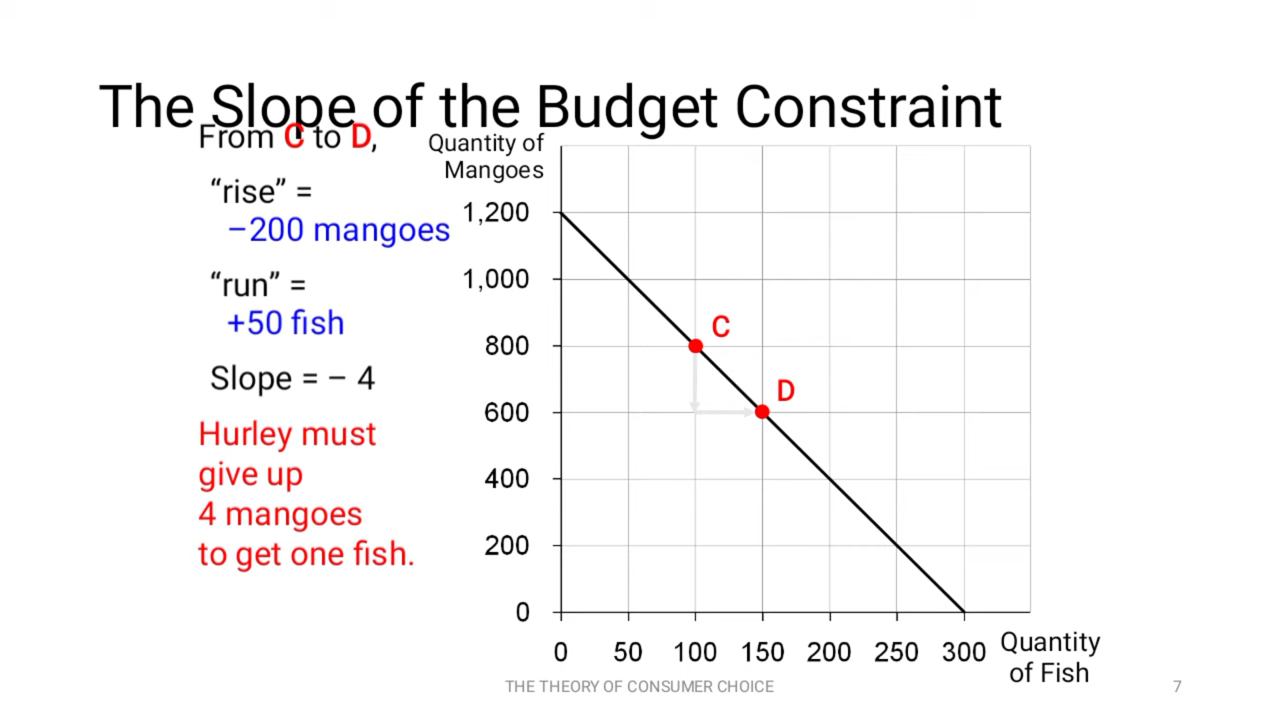 The Slope of the Budget Constraint
From C to D,
“rise” =
–200 mangoes
“run” =
+50 fish
Slope = – 4
Hurley must
give up
4 mangoes
to get one fish.
Quantity of
Mangoes
1,200
1,000
800
600
400
200
0
C
D
0 50 100 150 200 250 300
Quantity
of Fish
THE THEORY OF CONSUMER CHOICE
7